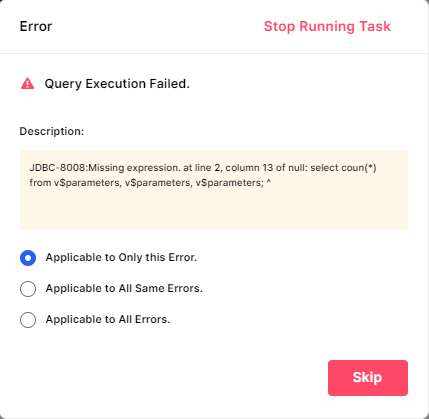 Error
Stop Running Task
Query Execution Failed.
Description:
JDBC-8008:Missing expression. at line 2, column 13 of null: select coun(*)
from v$parameters, v$parameters, v$parameters; ^
Applicable to Only this Error.
Applicable to All Same Errors.
Applicable to All Errors.
Skip